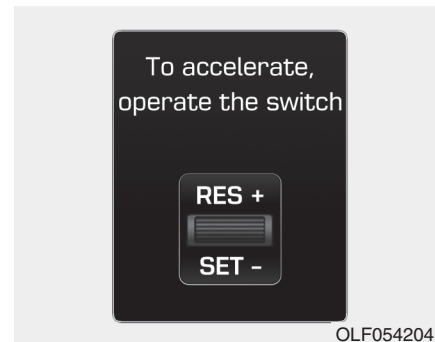 To accelerate,
operate the switch
RES +
SET -
OLF054204